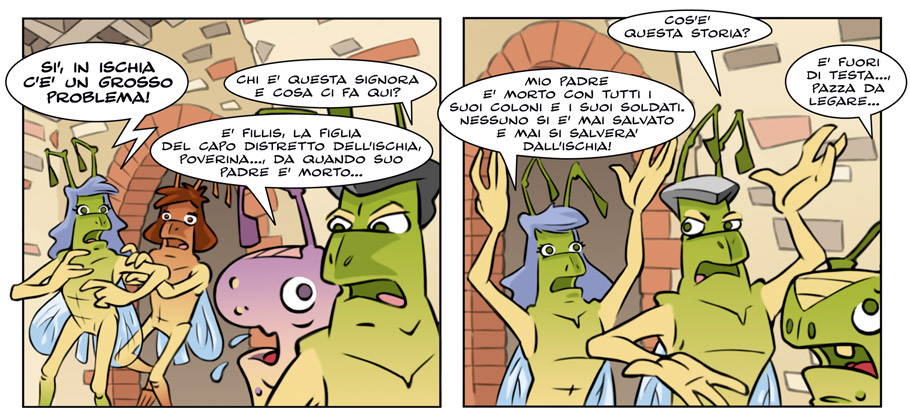 SI', IN ISCHIA
C'E' UN GROSSO
PROBLEMA!
CHI E' QUESTA SIGNORA
E COSA CI FA QUI?
E' FILLIS, LA FIGLIA
DEL CAPO DISTRETTO DELL'ISCHIA,
POVERINA..., DA QUANDO SUO
PADRE E' MORTO...
MIO PADRE
E' MORTO CON TUTTI I
SUOI COLONI E I SUOI SOLDATI.
NESSUNO SI E' MAI SALVATO
E MAI SI SALVERA'
DALL'ISCHIA!
COS'E'
QUESTA STORIA?
E' FUORI
DI TESTA...,
PAZZA DA
LEGARE...